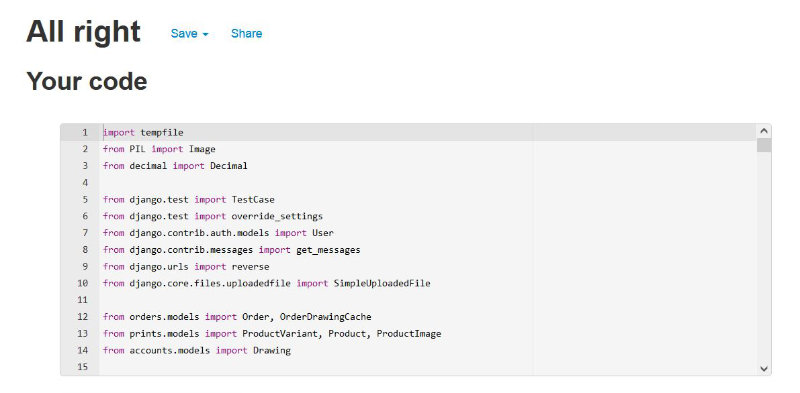 All right Save Share
Your code
1 import tempfile
2 from PIL import Image
3 from decimal import Decimal
4
5 from django.test import TestCase
6 from django.test import override_settings
7 from django.contrib.auth.models import User
8 from django.contrib.messages import get_messages
9 from django.urls import reverse
10 from django.core.files.uploadedfile import SimpleUploadedFile
11
12 from orders.models import Order, OrderDrawingCache
13 from prints.models import ProductVariant, Product, ProductImage
14 from accounts.models import Drawing
15